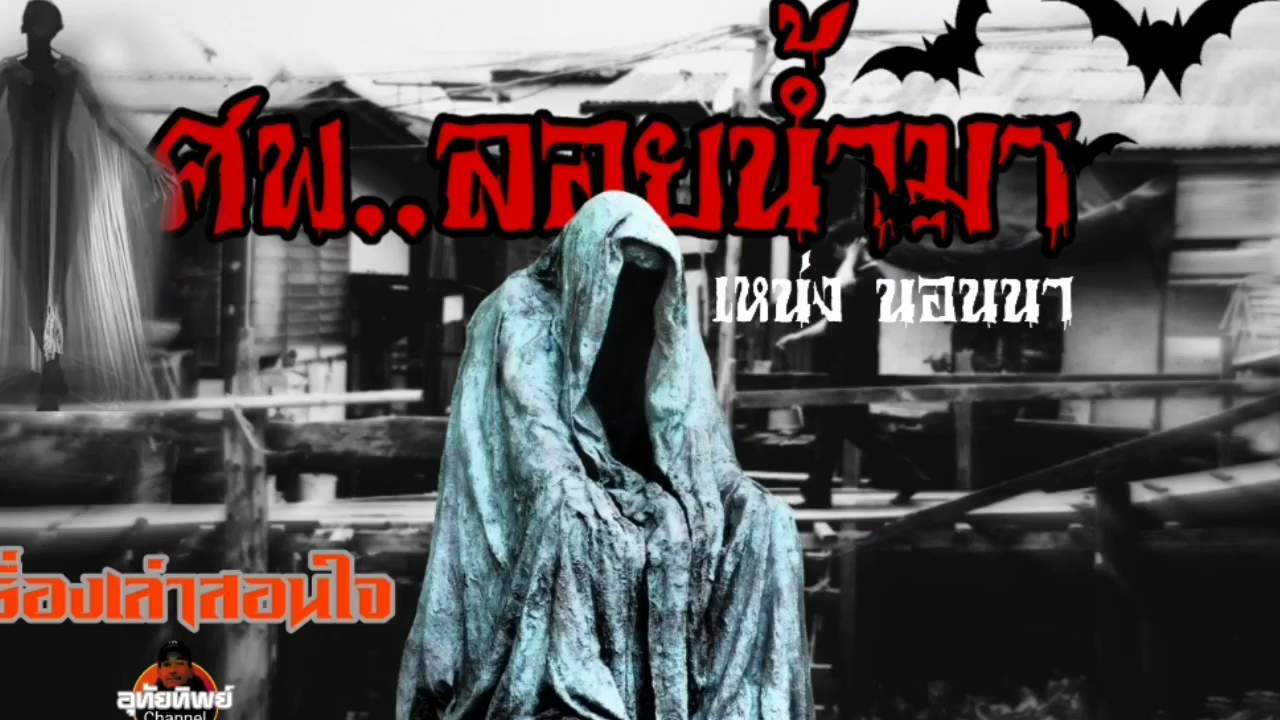 ศพ..ลอยน้ำมา
เหน่ง นอนนา
รื่องเล่าสอนใจ
อุทัยทิพย์
Channel